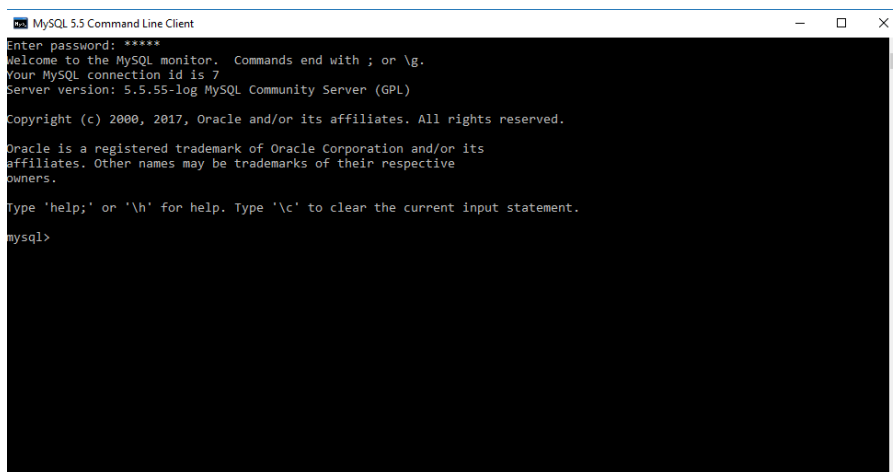 MySQL 5.5 Command Line Client
Enter password: *****
Welcome to the MySQL monitor.  Commands end with ; or \g.
Your MySQL connection id is 7
Server version: 5.5.55-log MySQL Community Server (GPL)
Copyright (c) 2000, 2017, Oracle and/or its affiliates. All rights reserved.
Oracle is a registered trademark of Oracle Corporation and/or its
affiliates. Other names may be trademarks of their respective
owners.
Type 'help;' or '\h' for help. Type '\c' to clear the current input statement.
mysql>